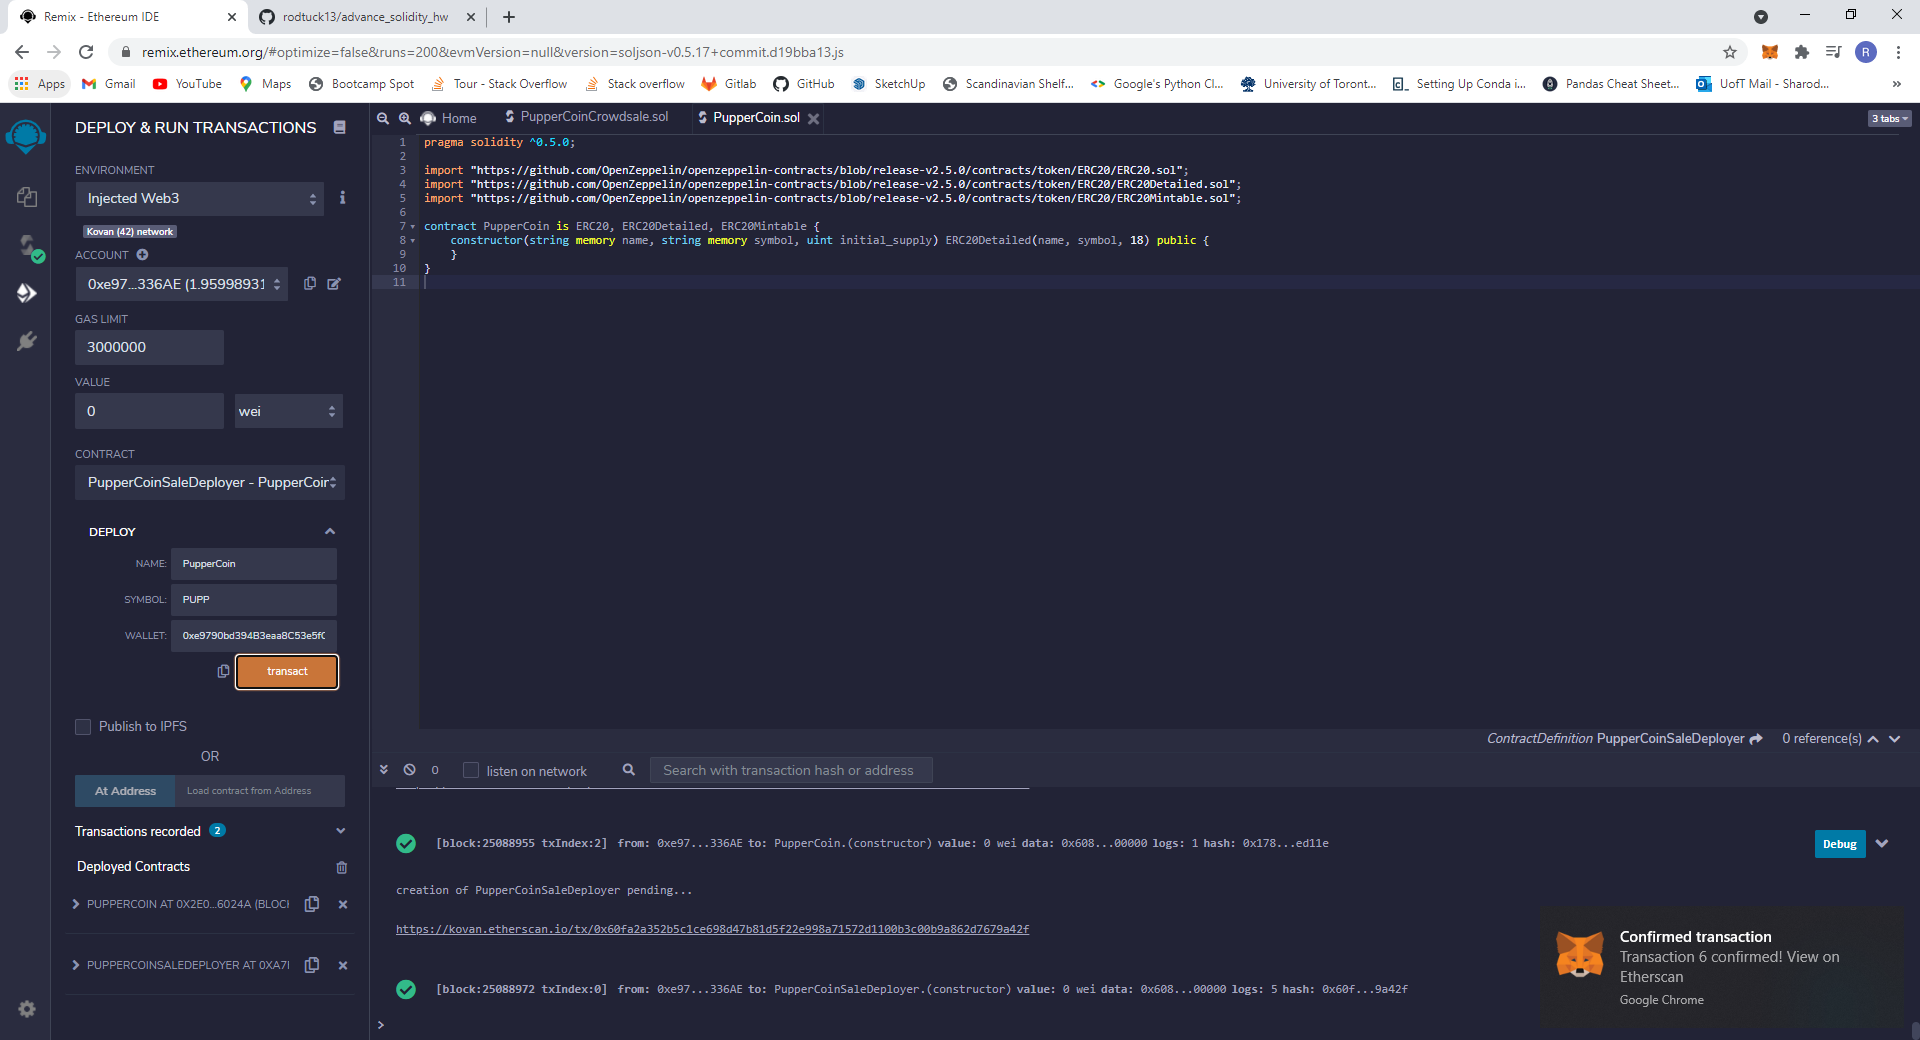 Remix - Ethereum IDE
rodtuck13/advance_solidity_hw
remix.ethereum.org/#optimize=false&runs=200&evmVersion=null&version=soljson-v0.5.17+commit.d19bba13.js
R
Apps
Gmail
YouTube
Maps
Bootcamp Spot
Tour - Stack Overflow
Stack overflow
Gitlab
GitHub
SketchUp
Scandinavian Shelf...
Google's Python Cl...
University of Toront...
Setting Up Conda i...
Pandas Cheat Sheet...
UofT Mail - Sharod...
»
DEPLOY & RUN TRANSACTIONS
ENVIRONMENT
Injected Web3
Kovan (42) network
ACCOUNT
0xe97...336AE (1.95998931
GAS LIMIT
3000000
VALUE
0
wei
CONTRACT
PupperCoinSaleDeployer - PupperCoin
DEPLOY
NAME: PupperCoin
SYMBOL: PUPP
WALLET: 0xe9790bd394B3eaa8C53e5f0
transact
Publish to IPFS
OR
At Address
Load contract from Address
Transactions recorded 2
Deployed Contracts
PUPPERCOIN AT 0X2E0...6024A (BLOCK
PUPPERCOINSALEDEPLOYER AT 0XA7
Home
PupperCoinCrowdsale.sol
PupperCoin.sol
3 tabs
1 pragma solidity ^0.5.0;
2
3 import "https://github.com/OpenZeppelin/openzeppelin-contracts/blob/release-v2.5.0/contracts/token/ERC20/ERC20.sol";
4 import "https://github.com/OpenZeppelin/openzeppelin-contracts/blob/release-v2.5.0/contracts/token/ERC20/ERC20Detailed.sol";
5 import "https://github.com/OpenZeppelin/openzeppelin-contracts/blob/release-v2.5.0/contracts/token/ERC20/ERC20Mintable.sol";
6
7 contract PupperCoin is ERC20, ERC20Detailed, ERC20Mintable {
8 constructor(string memory name, string memory symbol, uint initial_supply) ERC20Detailed(name, symbol, 18) public {
9 }
10 }
11
ContractDefinition PupperCoinSaleDeployer 0 reference(s)
0
listen on network
Search with transaction hash or address
[block:25088955 txIndex:2] from: 0xe97...336AE to: PupperCoin.(constructor) value: 0 wei data: 0x608...00000 logs: 1 hash: 0x178...ed11e
Debug
creation of PupperCoinSaleDeployer pending...
https://kovan.etherscan.io/tx/0x60fa2a352b5c1ce698d47b81d5f22e998a71572d1100b3c00b9a862d7679a42f
[block:25088972 txIndex:0] from: 0xe97...336AE to: PupperCoinSaleDeployer.(constructor) value: 0 wei data: 0x608...00000 logs: 5 hash: 0x60f...9a42f
>
Confirmed transaction
Transaction 6 confirmed! View on
Etherscan
Google Chrome